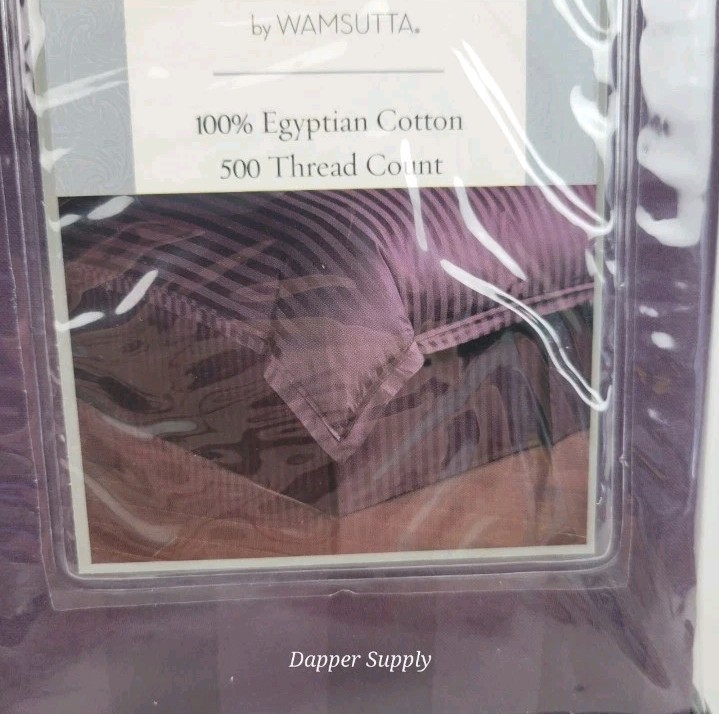 by WAMSUTTA®
100% Egyptian Cotton
500 Thread Count
Dapper Supply